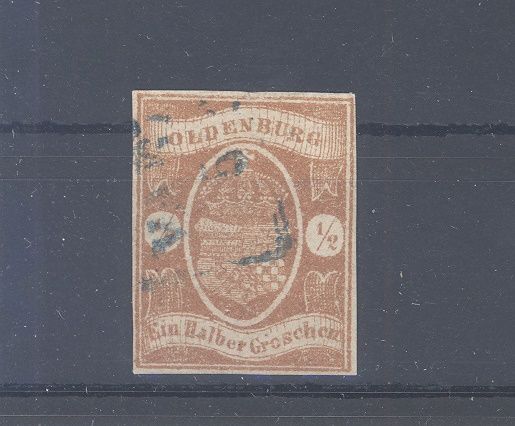 OLDENBURG
1/2
Ein Halber Groschen